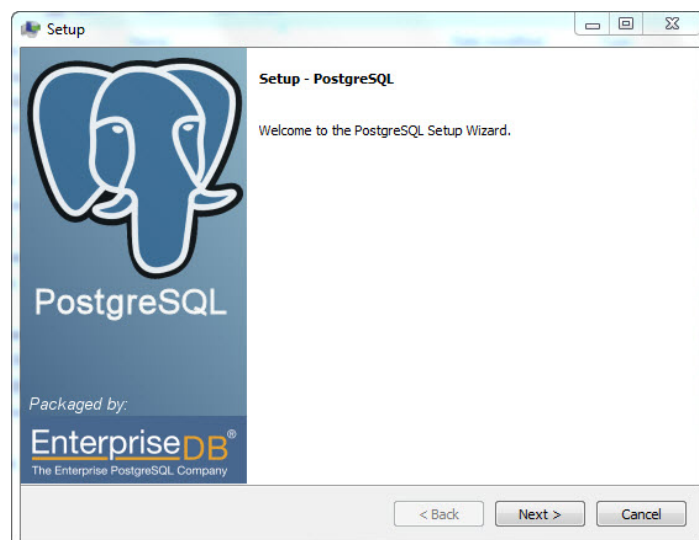 Setup
Setup - PostgreSQL
Welcome to the PostgreSQL Setup Wizard.
PostgreSQL
Packaged by:
EnterpriseDB®
The Enterprise PostgreSQL Company
< Back
Next >
Cancel